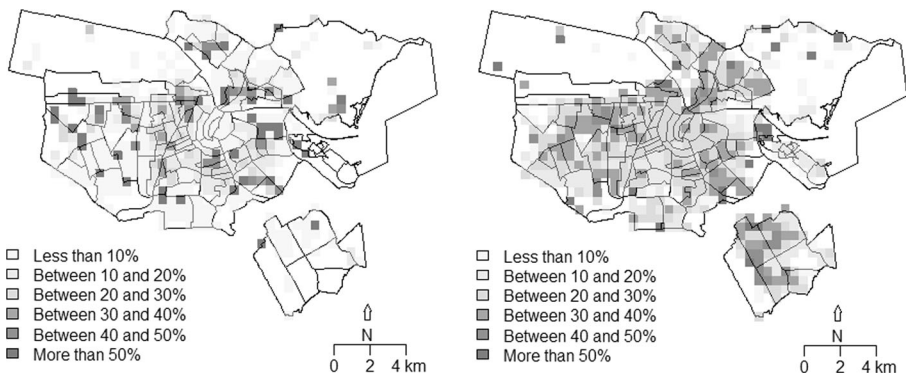 Less than 10%
Between 10 and 20%
Between 20 and 30%
Between 30 and 40%
Between 40 and 50%
More than 50%
N
0 2 4 km
Less than 10%
Between 10 and 20%
Between 20 and 30%
Between 30 and 40%
Between 40 and 50%
More than 50%
N
0 2 4 km